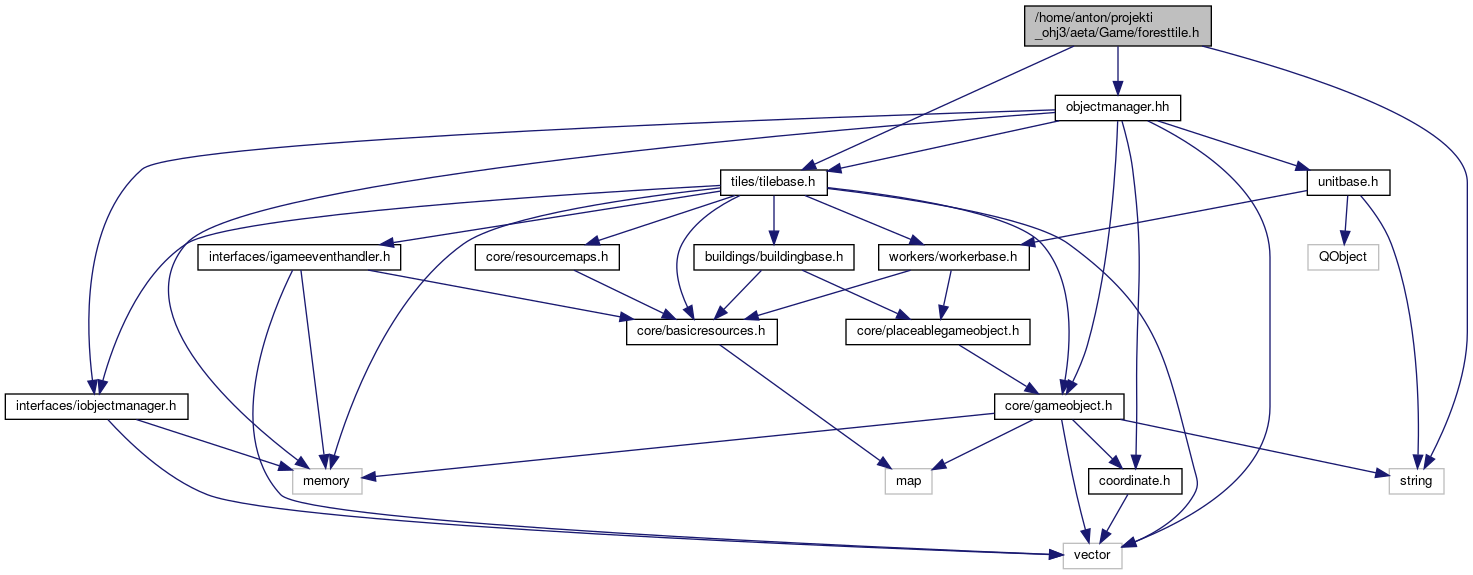 /home/anton/projekti
_ohj3/aeta/Game/foresttile.h
objectmanager.hh
tiles/tilebase.h
unitbase.h
interfaces/igameeventhandler.h
core/resourcemaps.h
buildings/buildingbase.h
workers/workerbase.h
QObject
core/basicresources.h
core/placeablegameobject.h
interfaces/iobjectmanager.h
core/gameobject.h
memory
map
coordinate.h
string
vector